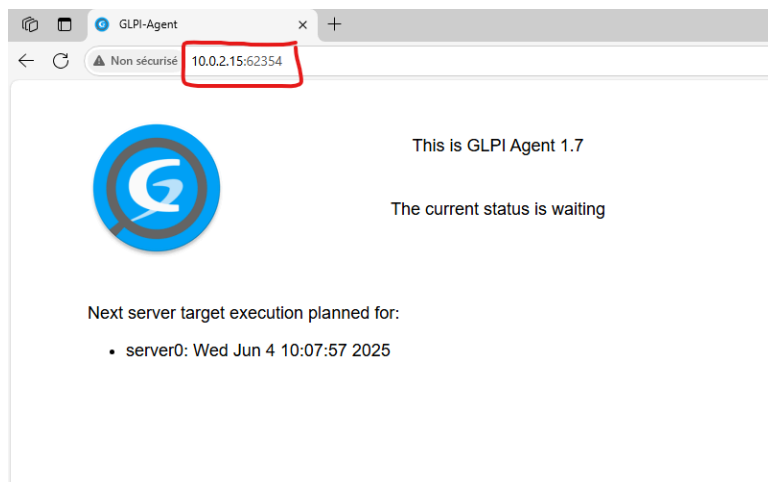 GLPI-Agent
Non sécurisé 10.0.2.15:62354
This is GLPI Agent 1.7
The current status is waiting
Next server target execution planned for:
• server0: Wed Jun 4 10:07:57 2025